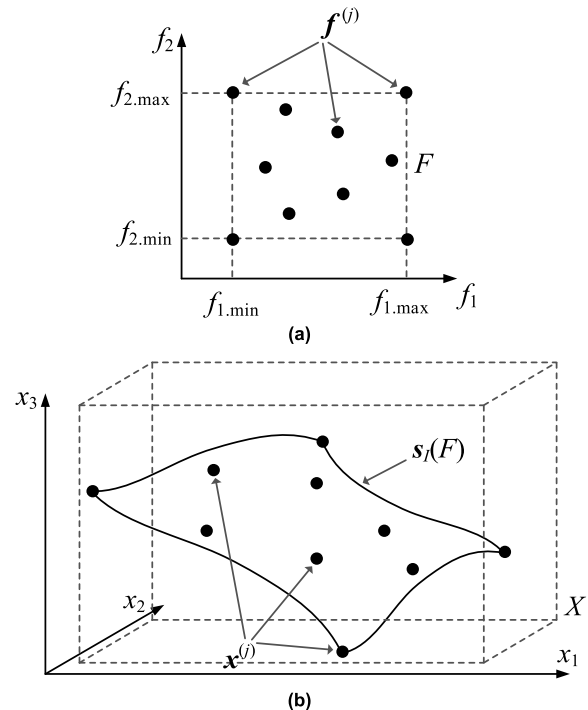 f₂
f⁽ʲ⁾
f₂.max
F
f₂.min
f₁.min
f₁.max
f₁
(a)
x₃
s_I(F)
x₂
X
x⁽ʲ⁾
x₁
(b)